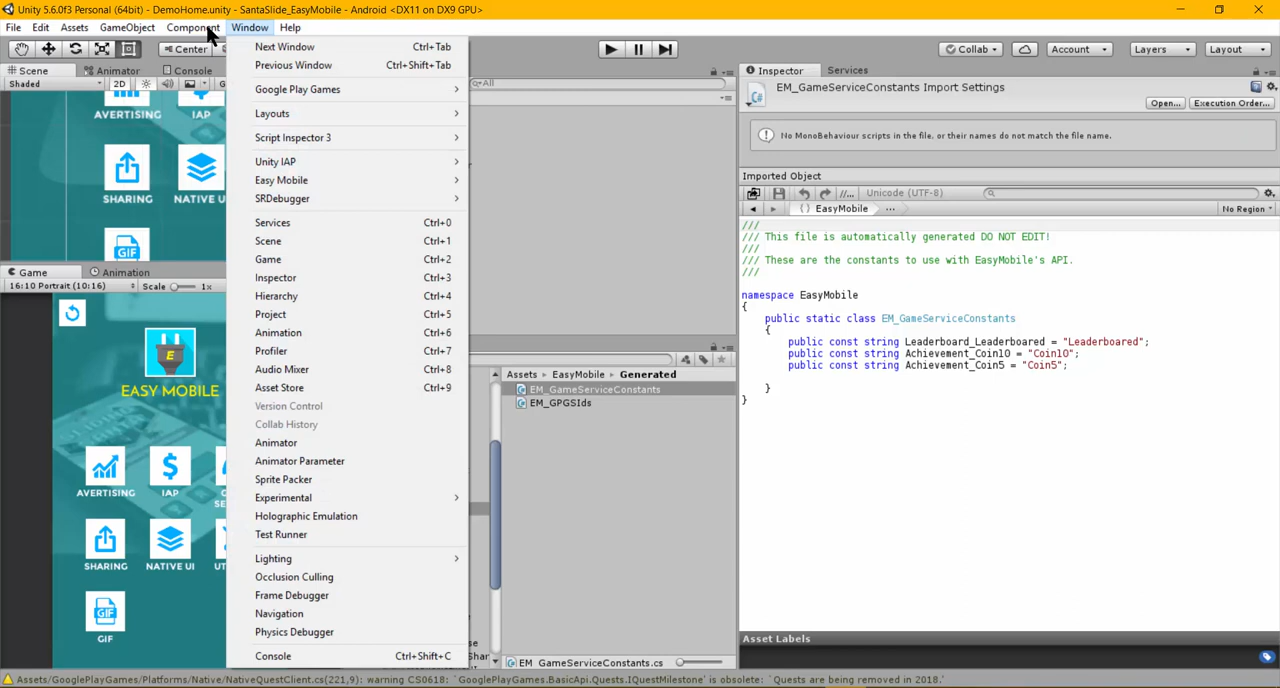 Unity 5.6.0f3 Personal (64bit) - DemoHome.unity - SantaSlide_EasyMobile - Android <DX11 on DX9 GPU>
File Edit Assets GameObject Component Window Help
Center
Collab Account Layers Layout
Scene Animator Console
Shaded 2D
All
AVERTISING IAP
SHARING NATIVE U
GIF
Game Animation
16:10 Portrait (10:16) Scale 1x
E
EASY MOBILE
AVERTISING IAP
SHARING NATIVE UI
GIF
GIF
Next Window Ctrl+Tab
Previous Window Ctrl+Shift+Tab
Google Play Games
Layouts
Script Inspector 3
Unity IAP
Easy Mobile
SRDebugger
Services Ctrl+0
Scene Ctrl+1
Game Ctrl+2
Inspector Ctrl+3
Hierarchy Ctrl+4
Project Ctrl+5
Animation Ctrl+6
Profiler Ctrl+7
Audio Mixer Ctrl+8
Asset Store Ctrl+9
Version Control
Collab History
Animator
Animator Parameter
Sprite Packer
Experimental
Holographic Emulation
Test Runner
Lighting
Occlusion Culling
Frame Debugger
Navigation
Physics Debugger
Console Ctrl+Shift+C
Assets EasyMobile Generated
EM_GameServiceConstants
EM_GPGSIds
EM_GameServiceConstants.cs
Inspector Services
EM_GameServiceConstants Import Settings
C#
Open... Execution Order...
No MonoBehaviour scripts in the file, or their names do not match the file name.
Imported Object
//... Unicode (UTF-8)
{ } EasyMobile ... No Region
///
/// This file is automatically generated DO NOT EDIT!
///
/// These are the constants to use with EasyMobile's API.
///
namespace EasyMobile
{
public static class EM_GameServiceConstants
{
public const string Leaderboard_Leaderboared = "Leaderboared";
public const string Achievement_Coin10 = "Coin10";
public const string Achievement_Coin5 = "Coin5";
}
}
Asset Labels
Assets/GooglePlayGames/Platforms/Native/NativeQuestClient.cs(221,9): warning CS0618: `GooglePlayGames.BasicApi.Quests.IQuestMilestone' is obsolete: `Quests are being removed in 2018.'